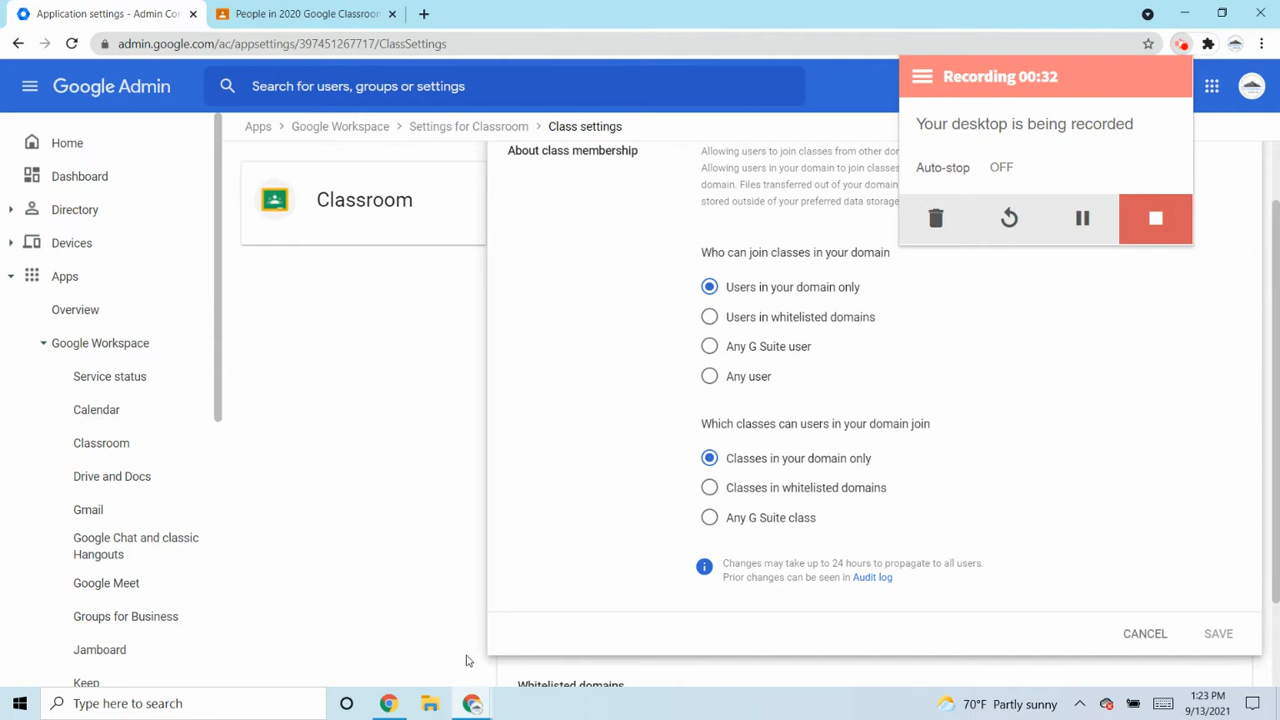 Application settings - Admin Co
People in 2020 Google Classroom
admin.google.com/ac/appsettings/397451267717/ClassSettings
Google Admin
Search for users, groups or settings
Recording 00:32
Your desktop is being recorded
Auto-stop OFF
Home
Dashboard
Directory
Devices
Apps
Overview
Google Workspace
Service status
Calendar
Classroom
Drive and Docs
Gmail
Google Chat and classic
Hangouts
Google Meet
Groups for Business
Jamboard
Keep
Apps > Google Workspace > Settings for Classroom > Class settings
Classroom
About class membership
Allowing users to join classes from other do
Allowing users in your domain to join classes
domain. Files transferred out of your domain
stored outside of your preferred data storage
Who can join classes in your domain
Users in your domain only
Users in whitelisted domains
Any G Suite user
Any user
Which classes can users in your domain join
Classes in your domain only
Classes in whitelisted domains
Any G Suite class
Changes may take up to 24 hours to propagate to all users.
Prior changes can be seen in Audit log
CANCEL SAVE
Whitelisted domains
Type here to search
70°F Partly sunny
1:23 PM
9/13/2021